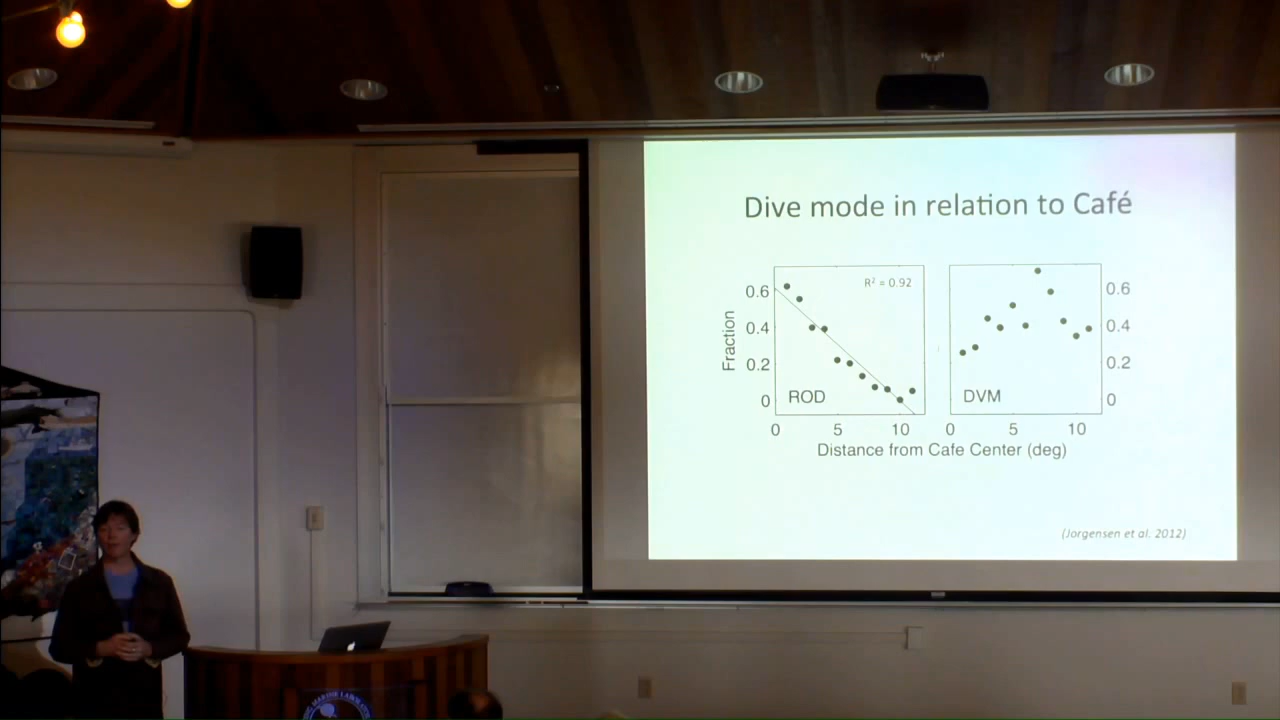 Dive mode in relation to Café
R² = 0.92
0.6
0.4
0.2
0
Fraction
ROD
0 5 10
DVM
0.6
0.4
0.2
0
0 5 10
Distance from Cafe Center (deg)
(Jorgensen et al. 2012)
MARINE LABO